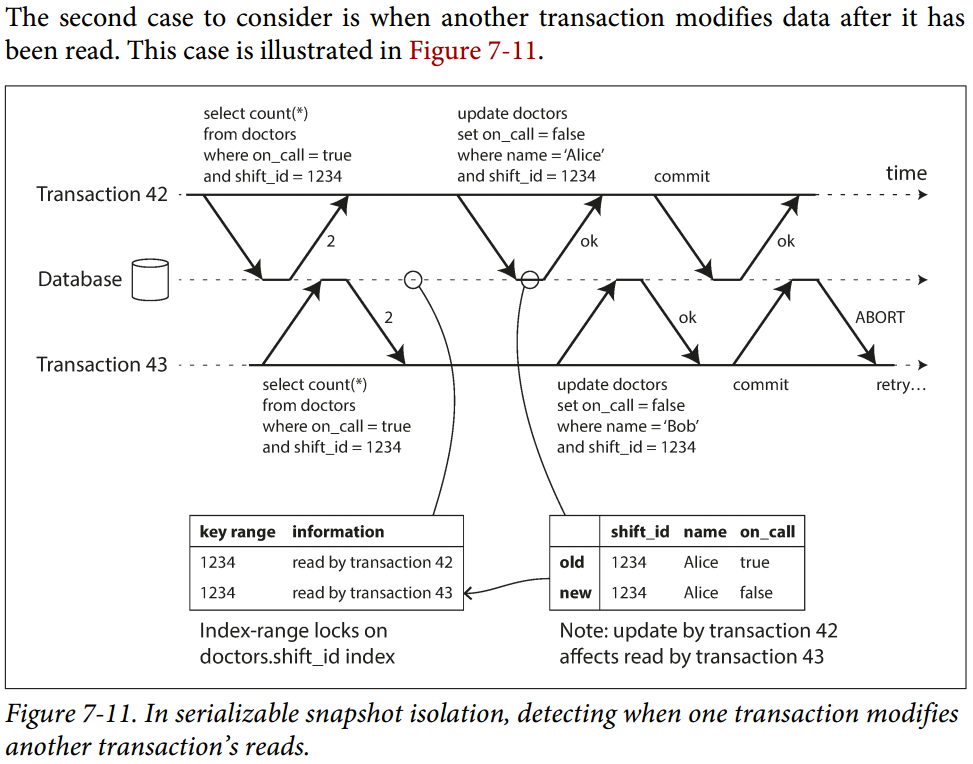 The second case to consider is when another transaction modifies data after it has
been read. This case is illustrated in Figure 7-11.
select count(*)
from doctors
where on_call = true
and shift_id = 1234
update doctors
set on_call = false
where name = ‘Alice’
and shift_id = 1234
commit
time
Transaction 42
2
ok
ok
Database
2
ok
ABORT
Transaction 43
select count(*)
from doctors
where on_call = true
and shift_id = 1234
update doctors
set on_call = false
where name = ‘Bob’
and shift_id = 1234
commit
retry…
key range information
1234 read by transaction 42
1234 read by transaction 43
Index-range locks on
doctors.shift_id index
shift_id name on_call
old 1234 Alice true
new 1234 Alice false
Note: update by transaction 42
affects read by transaction 43
Figure 7-11. In serializable snapshot isolation, detecting when one transaction modifies
another transaction’s reads.